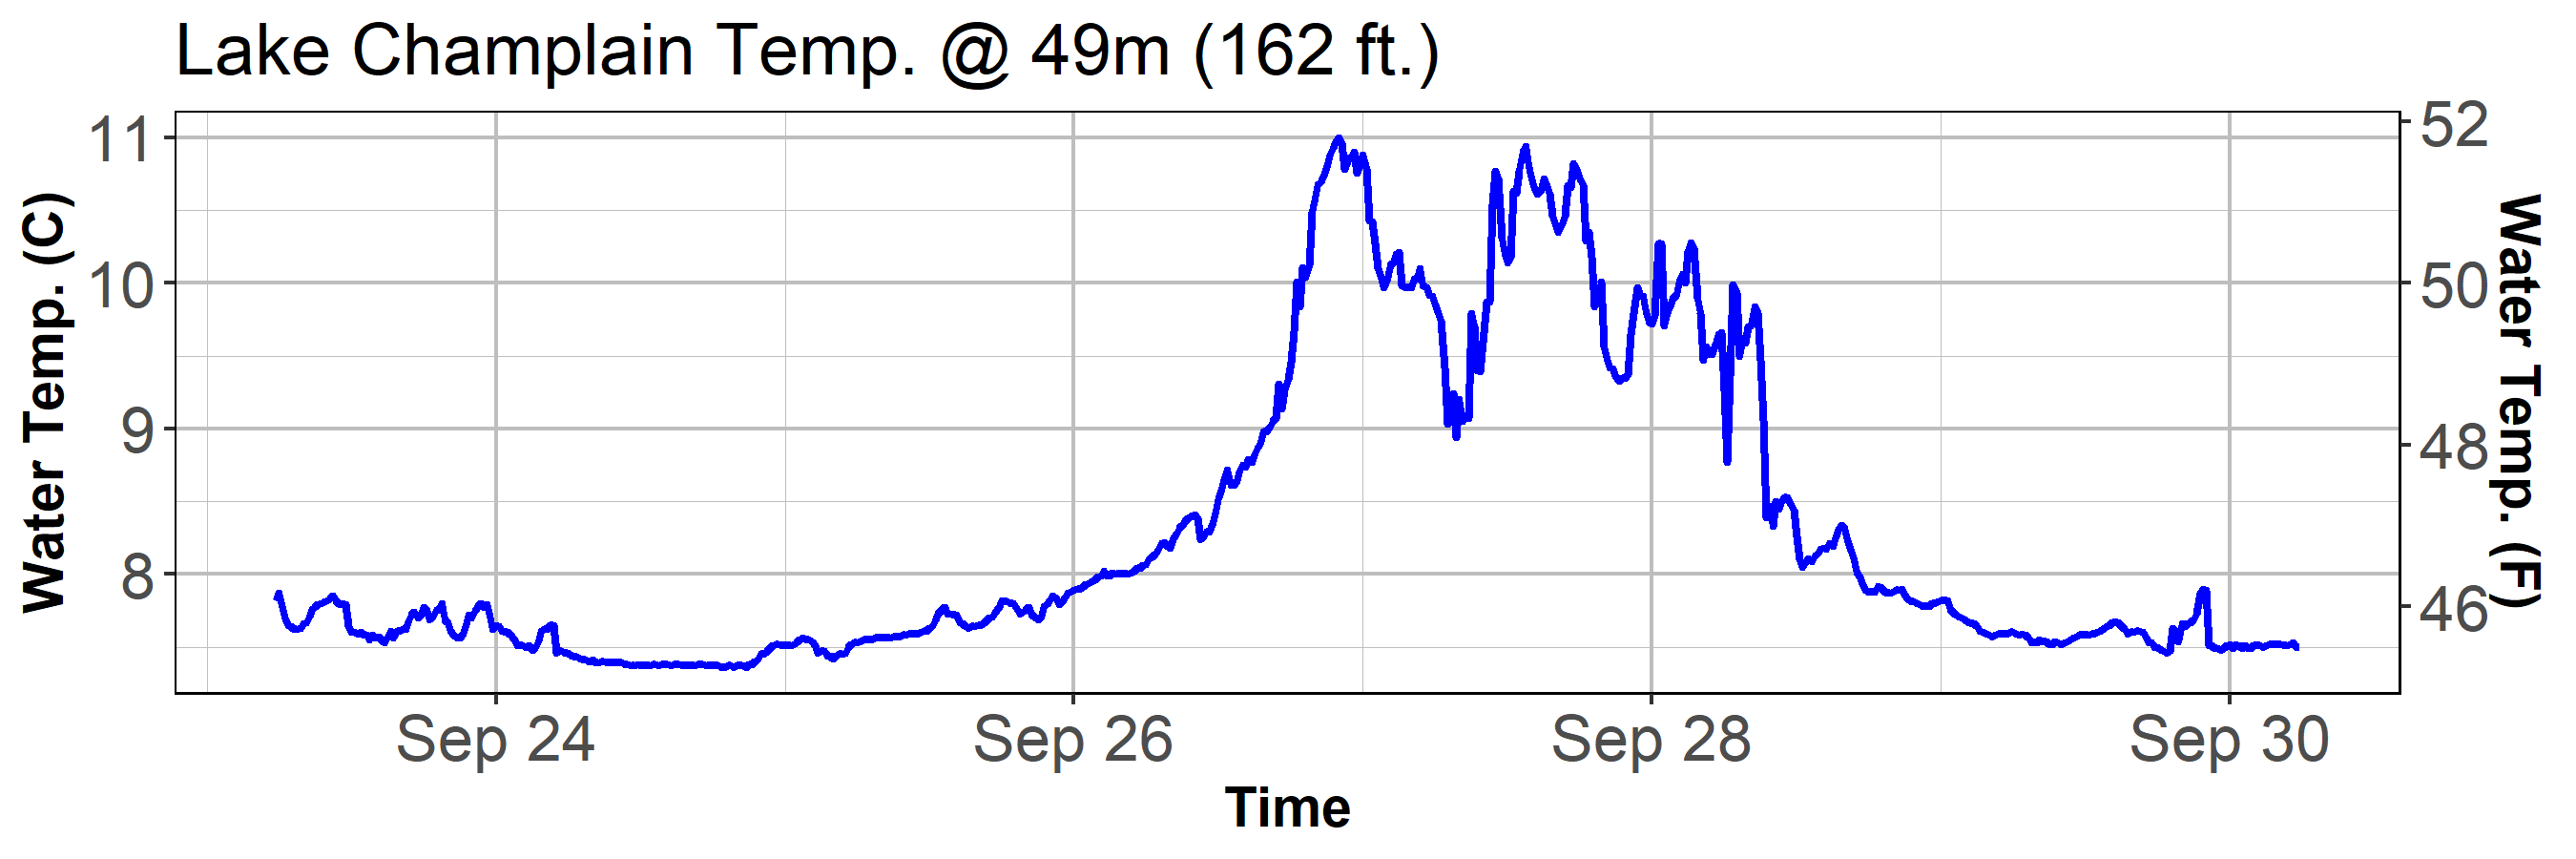 Lake Champlain Temp. @ 49m (162 ft.)
Water Temp. (C)
11
10
9
8
52
50
48
46
Water Temp. (F)
Sep 24 Sep 26 Sep 28 Sep 30
Time